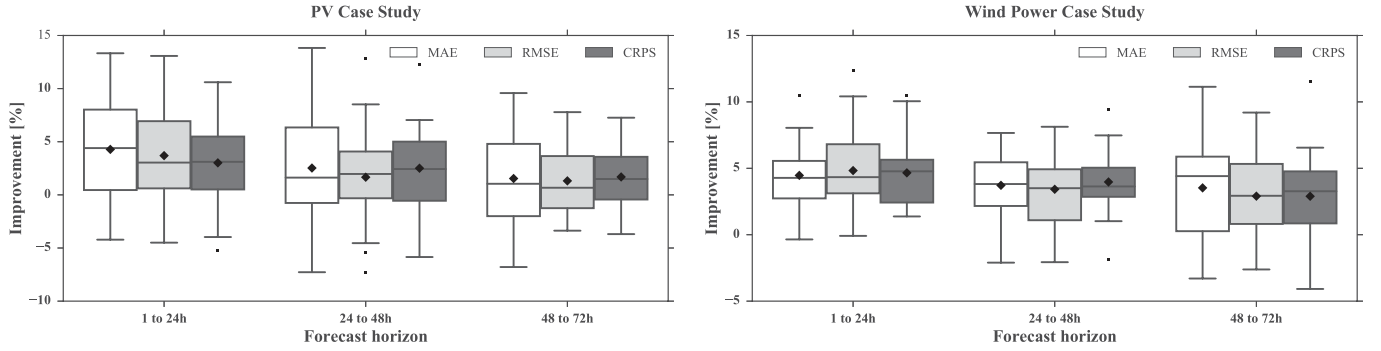 PV Case Study
15
10
5
0
−5
−10
Improvement [%]
MAE RMSE CRPS
1 to 24h 24 to 48h 48 to 72h
Forecast horizon
Wind Power Case Study
15
10
5
0
−5
Improvement [%]
MAE RMSE CRPS
1 to 24h 24 to 48h 48 to 72h
Forecast horizon